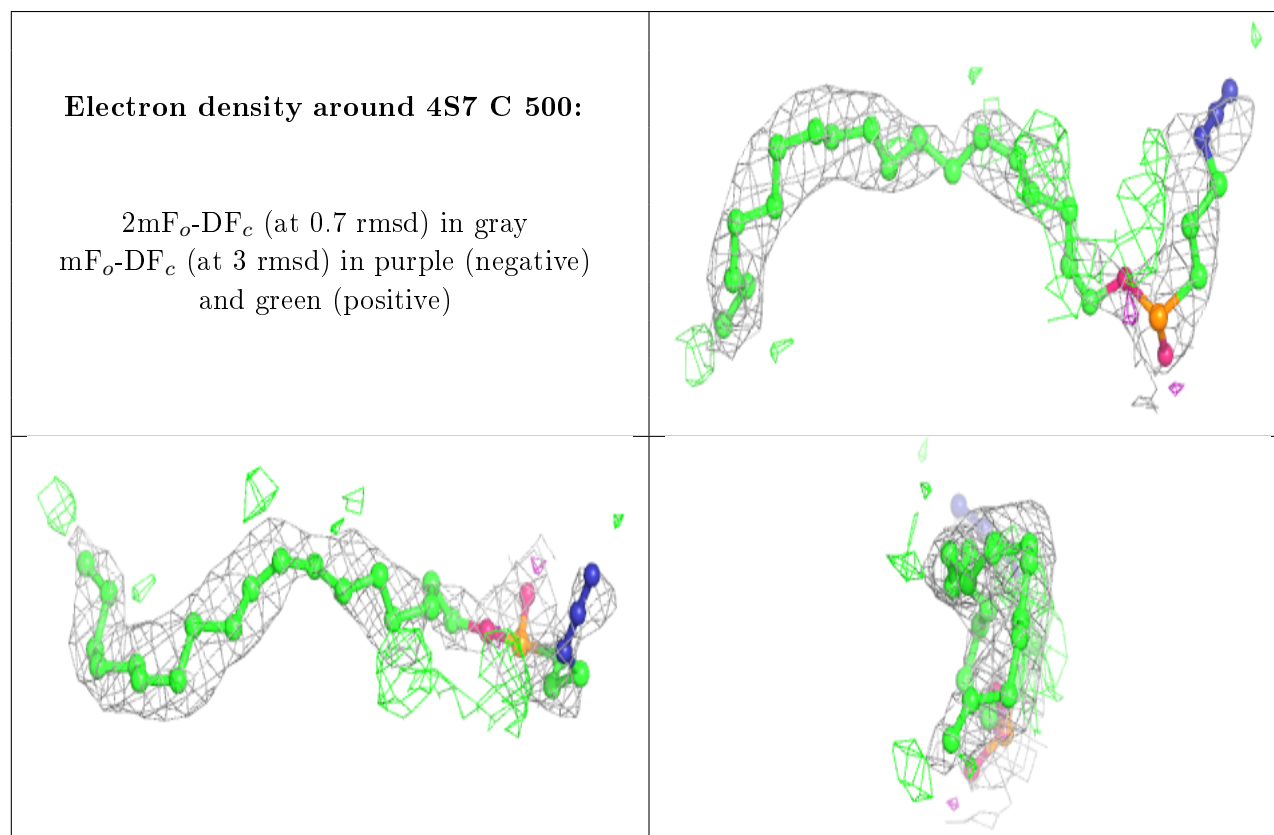 Electron density around 4S7 C 500:
2mFₒ-DF𝒸 (at 0.7 rmsd) in gray
mFₒ-DF𝒸 (at 3 rmsd) in purple (negative)
and green (positive)